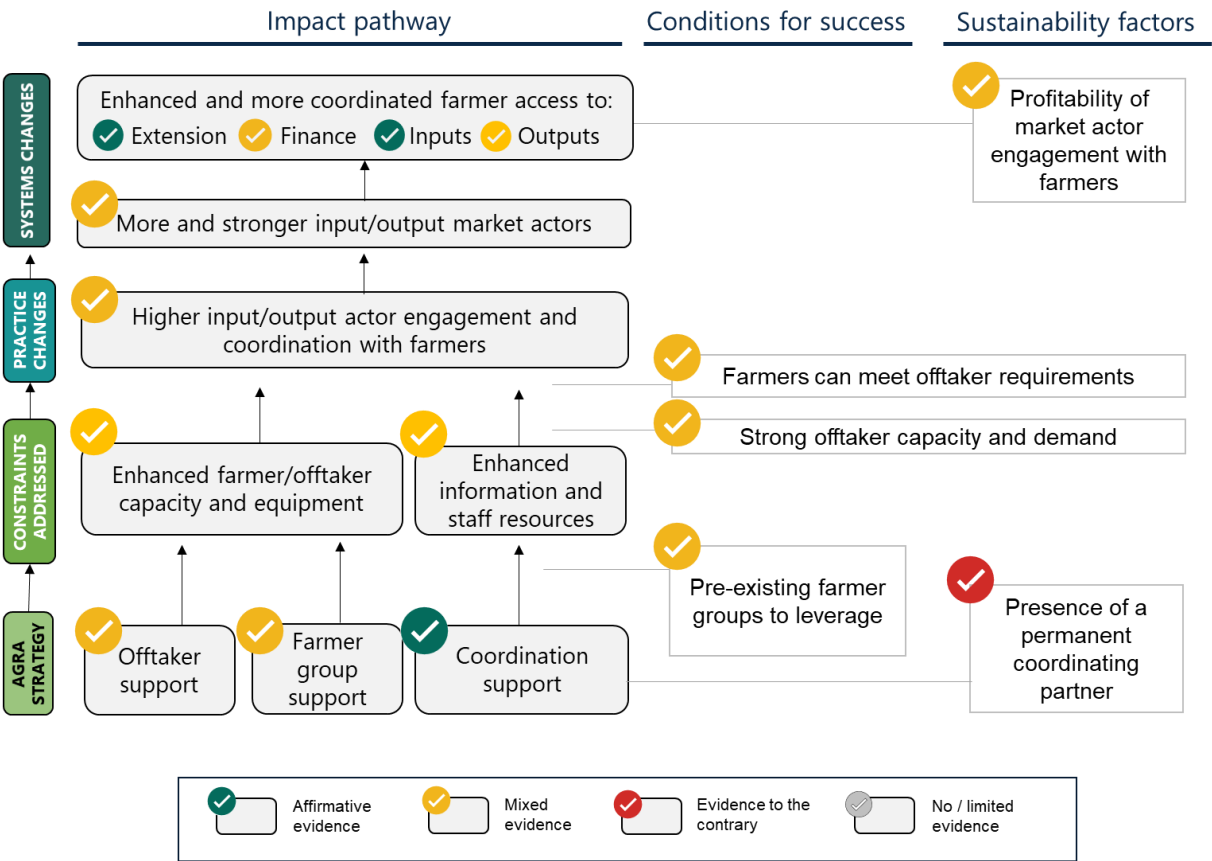 Impact pathway
Conditions for success
Sustainability factors
SYSTEMS CHANGES
Enhanced and more coordinated farmer access to:
Extension Finance Inputs Outputs
Profitability of
market actor
engagement with
farmers
More and stronger input/output market actors
PRACTICE
CHANGES
Higher input/output actor engagement and
coordination with farmers
Farmers can meet offtaker requirements
Strong offtaker capacity and demand
CONSTRAINTS
ADDRESSED
Enhanced farmer/offtaker
capacity and equipment
Enhanced
information and
staff resources
Pre-existing farmer
groups to leverage
AGRA
STRATEGY
Offtaker
support
Farmer
group
support
Coordination
support
Presence of a
permanent
coordinating
partner
Affirmative
evidence
Mixed
evidence
Evidence to the
contrary
No / limited
evidence